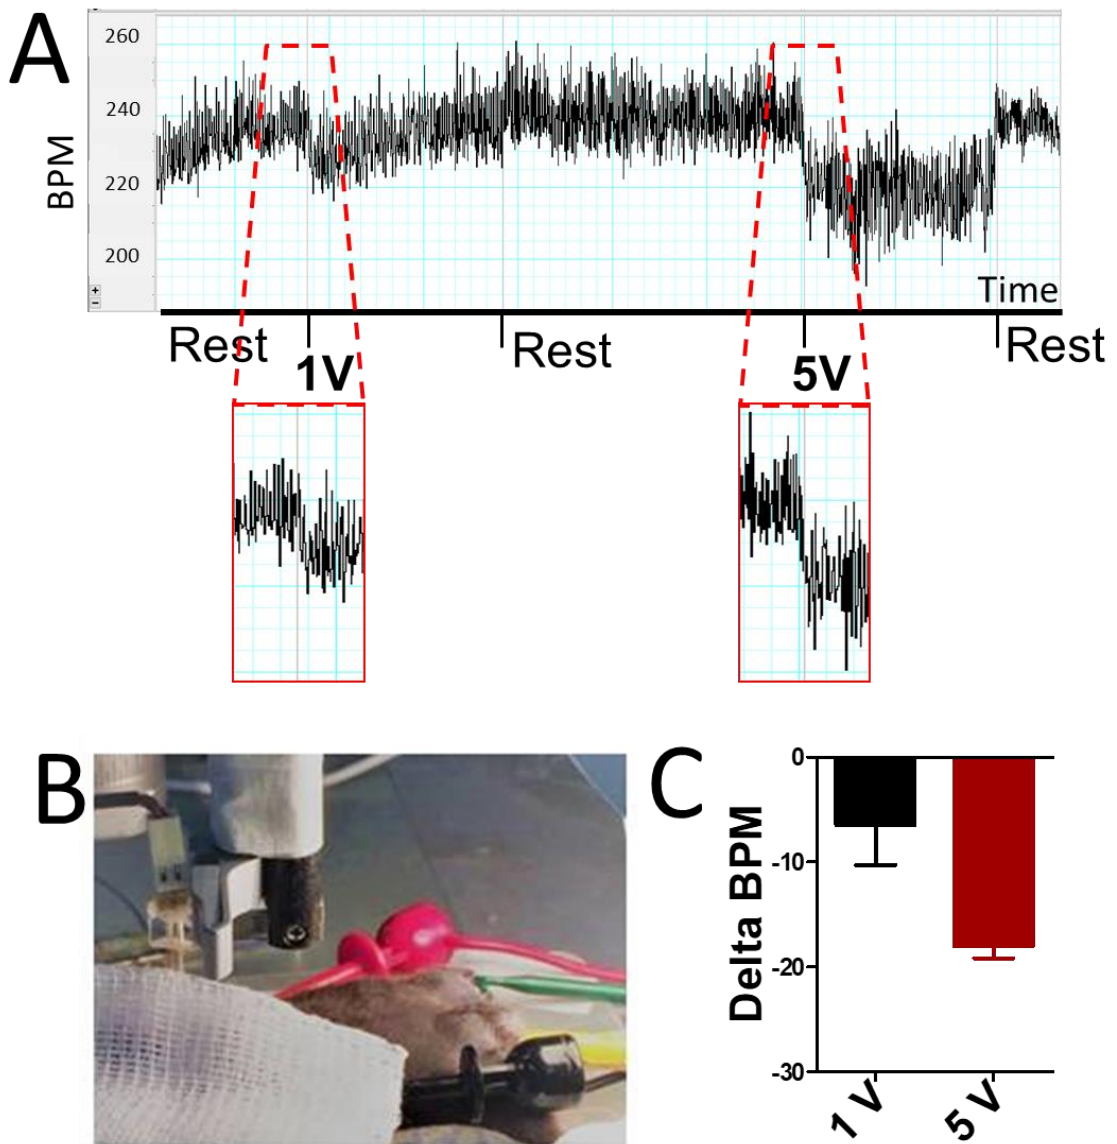 A
260
240
220
200
BPM
+
−
Time
Rest
1V
Rest
5V
Rest
B
C
0
-10
-20
-30
Delta BPM
1 V
5 V